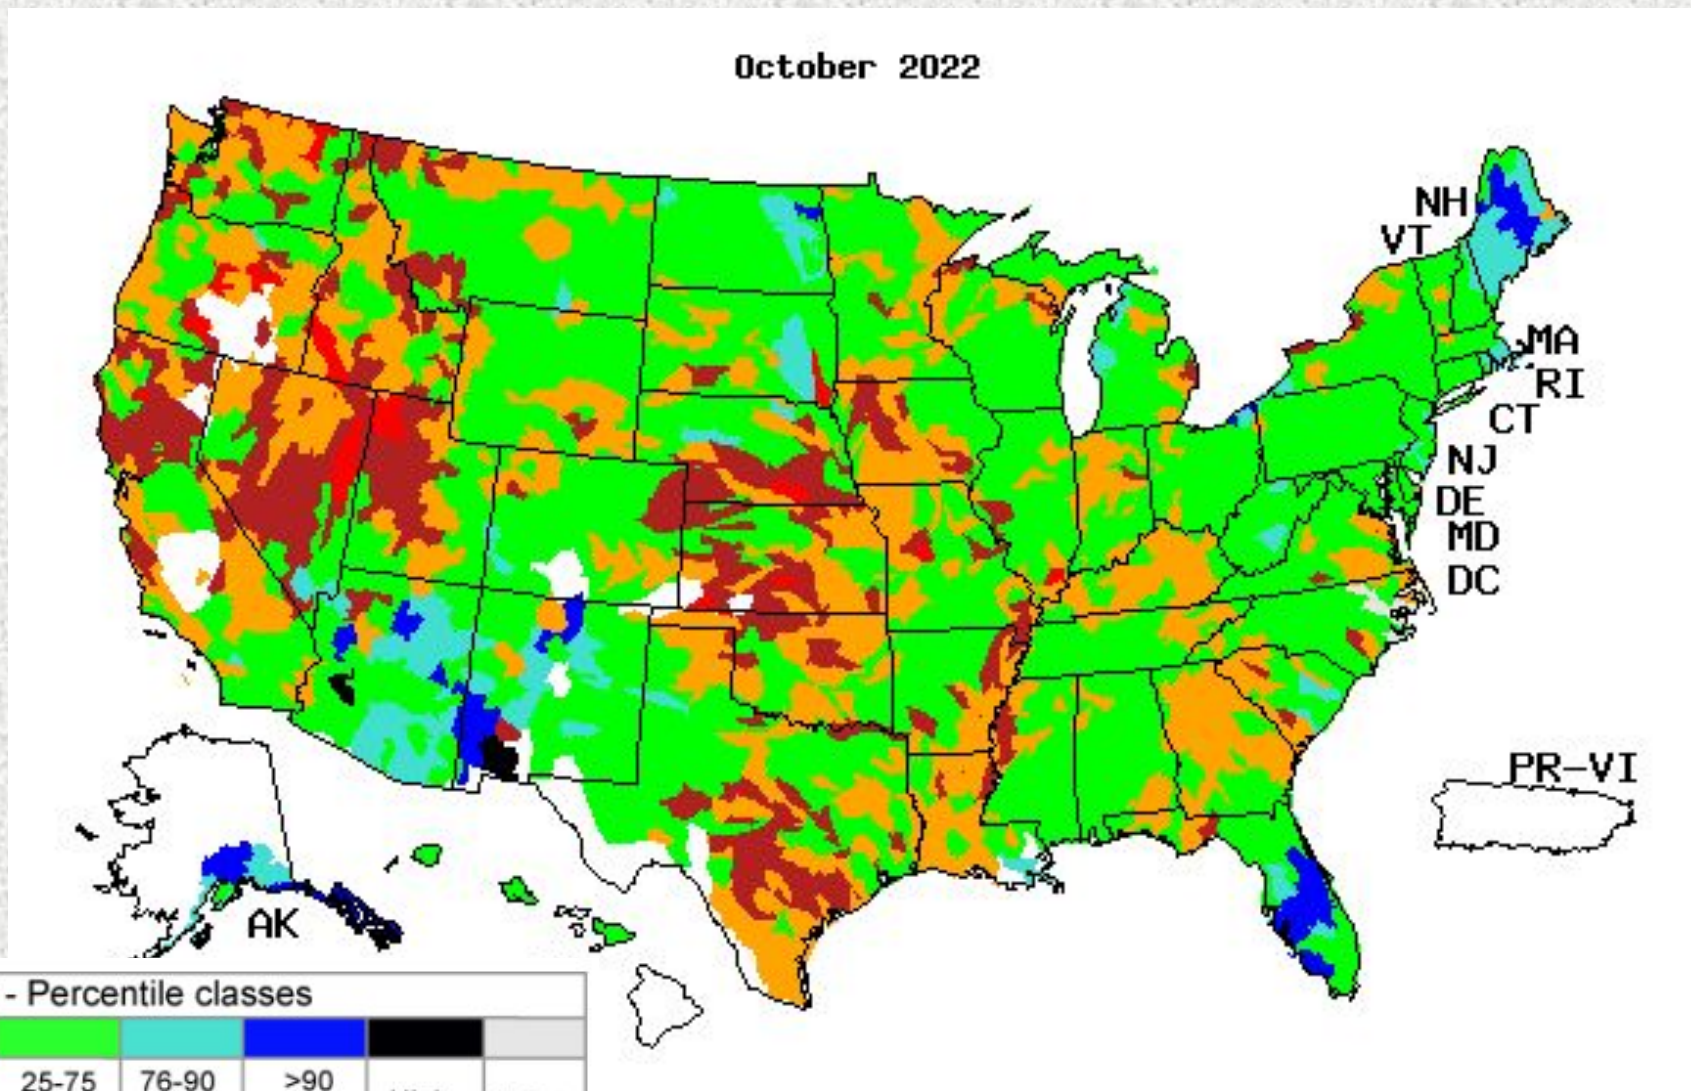 October 2022
NH
VT
MA
RI
CT
NJ
DE
MD
DC
PR-VI
AK
- Percentile classes
25-75 76-90 >90